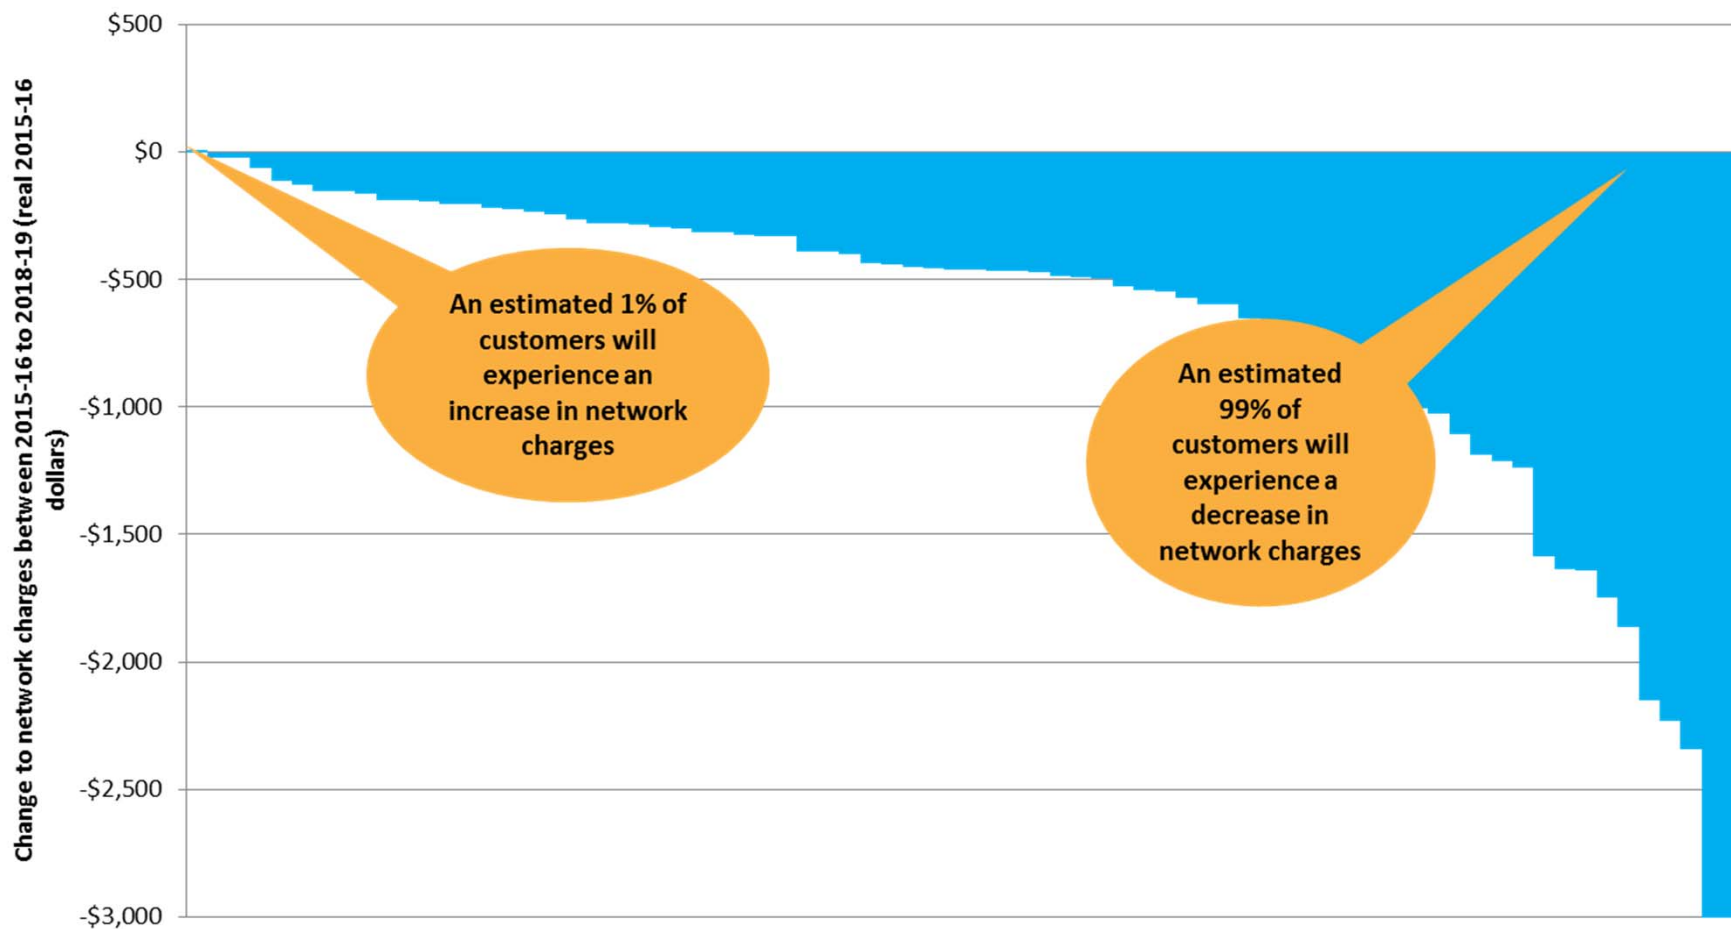 $500
$0
-$500
-$1,000
-$1,500
-$2,000
-$2,500
-$3,000
Change to network charges between 2015-16 to 2018-19 (real 2015-16
dollars)
An estimated 1% of
customers will
experience an
increase in network
charges
An estimated
99% of
customers will
experience a
decrease in
network charges